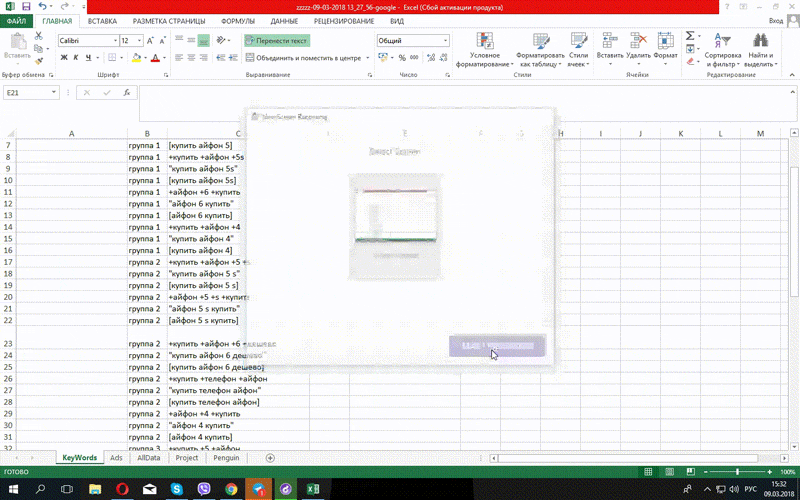 zzzzz-09-03-2018 13_27_56-google - Excel (Сбой активации продукта)
ФАЙЛ ГЛАВНАЯ ВСТАВКА РАЗМЕТКА СТРАНИЦЫ ФОРМУЛЫ ДАННЫЕ РЕЦЕНЗИРОВАНИЕ ВИД Вход
Calibri 12 Перенести текст Общий
Вставить Ж К Ч Объединить и поместить в центре % 000 Условное форматирование Форматировать как таблицу Стили ячеек Вставить Удалить Формат Сортировка и фильтр Найти и выделить
Буфер обмена Шрифт Выравнивание Число Стили Ячейки Редактирование
E21
A B C E H I J K L M
7 группа 1 [купить айфон 5]
8 группа 1 +купить +айфон +5s
9 группа 1 "купить айфон 5s"
10 группа 1 [купить айфон 5s]
11 группа 1 +айфон +6 +купить
12 группа 1 "айфон 6 купить"
13 группа 1 [айфон 6 купить]
14 группа 1 +купить +айфон +4
15 группа 1 "купить айфон 4"
16 группа 1 [купить айфон 4]
17 группа 2 +купить +айфон +5 +s
18 группа 2 "купить айфон 5 s"
19 группа 2 [купить айфон 5 s]
20 группа 2 +айфон +5 +s +купить
21 группа 2 "айфон 5 s купить"
22 группа 2 [айфон 5 s купить]
23 группа 2 +купить +айфон +6 +дешево
24 группа 2 "купить айфон 6 дешево"
25 группа 2 [купить айфон 6 дешево]
26 группа 2 +купить +телефон +айфон
27 группа 2 "купить телефон айфон"
28 группа 2 [купить телефон айфон]
29 группа 2 +айфон +4 +купить
30 группа 2 "айфон 4 купить"
31 группа 2 [айфон 4 купить]
32 группа 3 +купить +5 +айфон
KeyWords Ads AllData Project Penguin
ГОТОВО 100%
РУС 15:32
09.03.2018